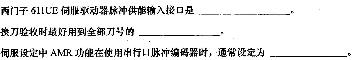 西门子 611UE 伺服驱动器脉冲供能输入接口是 ______________。
换刀验收时最好用到全部刀号的 ______________。
伺服设定中 AMR 功能在使用串行口脉冲编码器时，通常设定为 ______________。